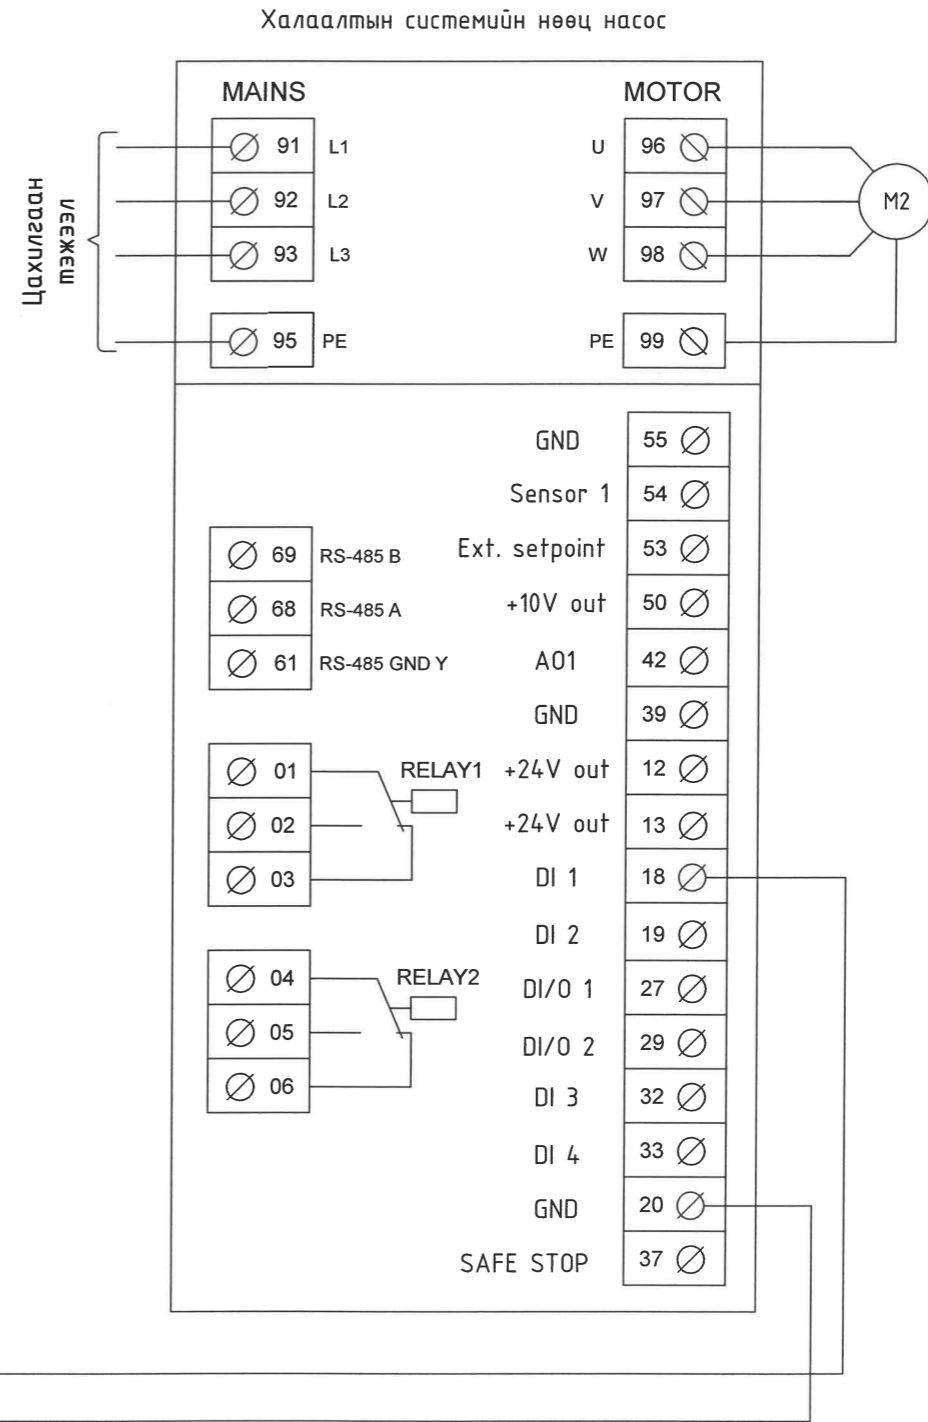 Халаалтын системийн нөөц насос
MAINS
MOTOR
91 L1
U 96
92 L2
V 97
93 L3
W 98
M2
95 PE
PE 99
Цахилгаан
тэжээл
GND 55
Sensor 1 54
Ext. setpoint 53
+10V out 50
AO1 42
GND 39
+24V out 12
+24V out 13
DI 1 18
DI 2 19
DI/O 1 27
DI/O 2 29
DI 3 32
DI 4 33
GND 20
SAFE STOP 37
69 RS-485 B
68 RS-485 A
61 RS-485 GND Y
01
02
03
RELAY1
04
05
06
RELAY2